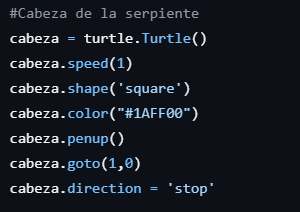 #Cabeza de la serpiente
cabeza = turtle.Turtle()
cabeza.speed(1)
cabeza.shape('square')
cabeza.color("#1AFF00")
cabeza.penup()
cabeza.goto(1,0)
cabeza.direction = 'stop'